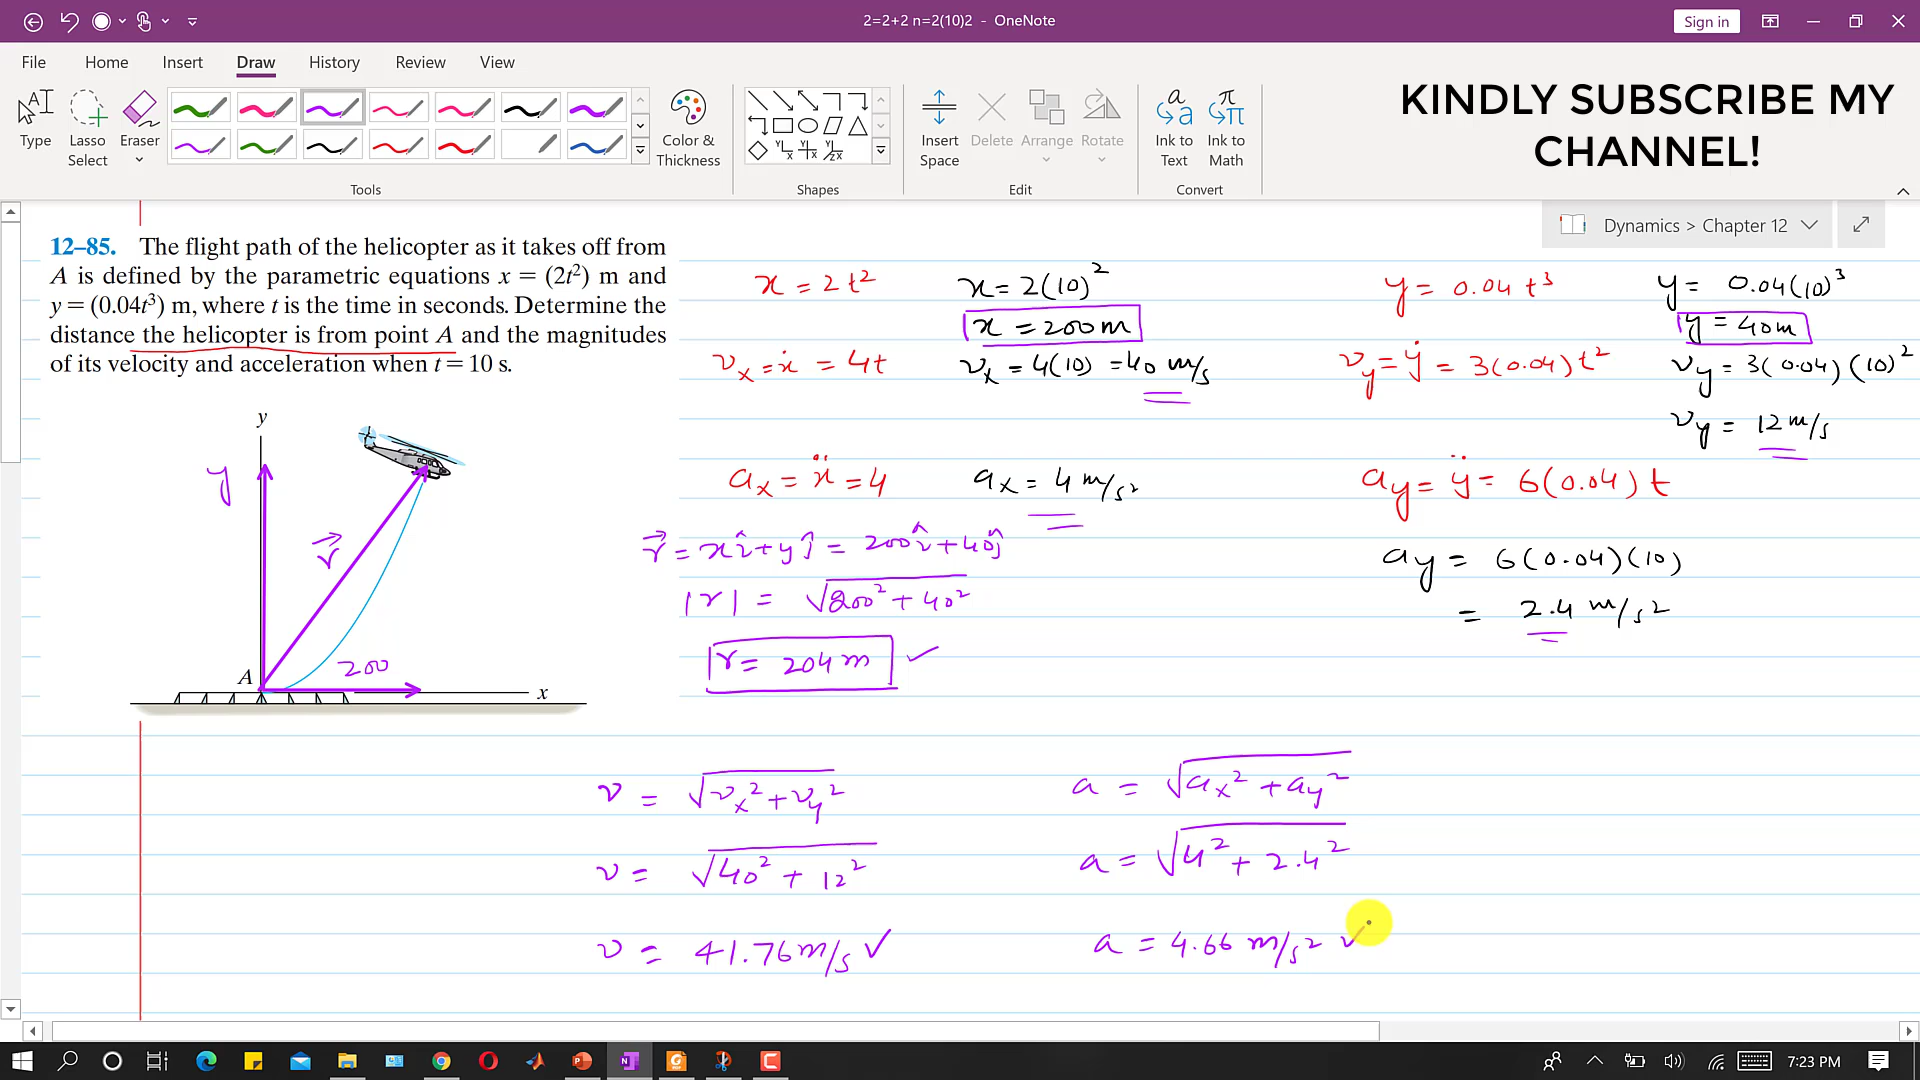 2=2+2 n=2(10)2 - OneNote
Sign in
File Home Insert Draw History Review View
Type
Lasso Select
Eraser
Color & Thickness
Insert Space
Delete
Arrange
Rotate
Ink to Text
Ink to Math
Tools
Shapes
Edit
Convert
KINDLY SUBSCRIBE MY
CHANNEL!
Dynamics > Chapter 12
12–85. The flight path of the helicopter as it takes off from
A is defined by the parametric equations x = (2t²) m and
y = (0.04t³) m, where t is the time in seconds. Determine the
distance the helicopter is from point A and the magnitudes
of its velocity and acceleration when t = 10 s.
y
y
r⃗
A
200
x
x = 2t²
x = 2(10)²
x = 200m
vx = ẋ = 4t
vx = 4(10) = 40 m/s
ax = ẍ = 4
ax = 4 m/s²
y = 0.04 t³
y = 0.04(10)³
y = 40m
vy = ẏ = 3(0.04)t²
vy = 3(0.04)(10)²
vy = 12 m/s
ay = ÿ = 6(0.04) t
ay = 6(0.04)(10)
= 2.4 m/s²
r⃗ = xî + yĵ = 200î + 40ĵ
|r| = √200² + 40²
r = 204 m ✓
v = √vx² + vy²
v = √40² + 12²
v = 41.76 m/s ✓
a = √ax² + ay²
a = √4² + 2.4²
a = 4.66 m/s² ✓
7:23 PM